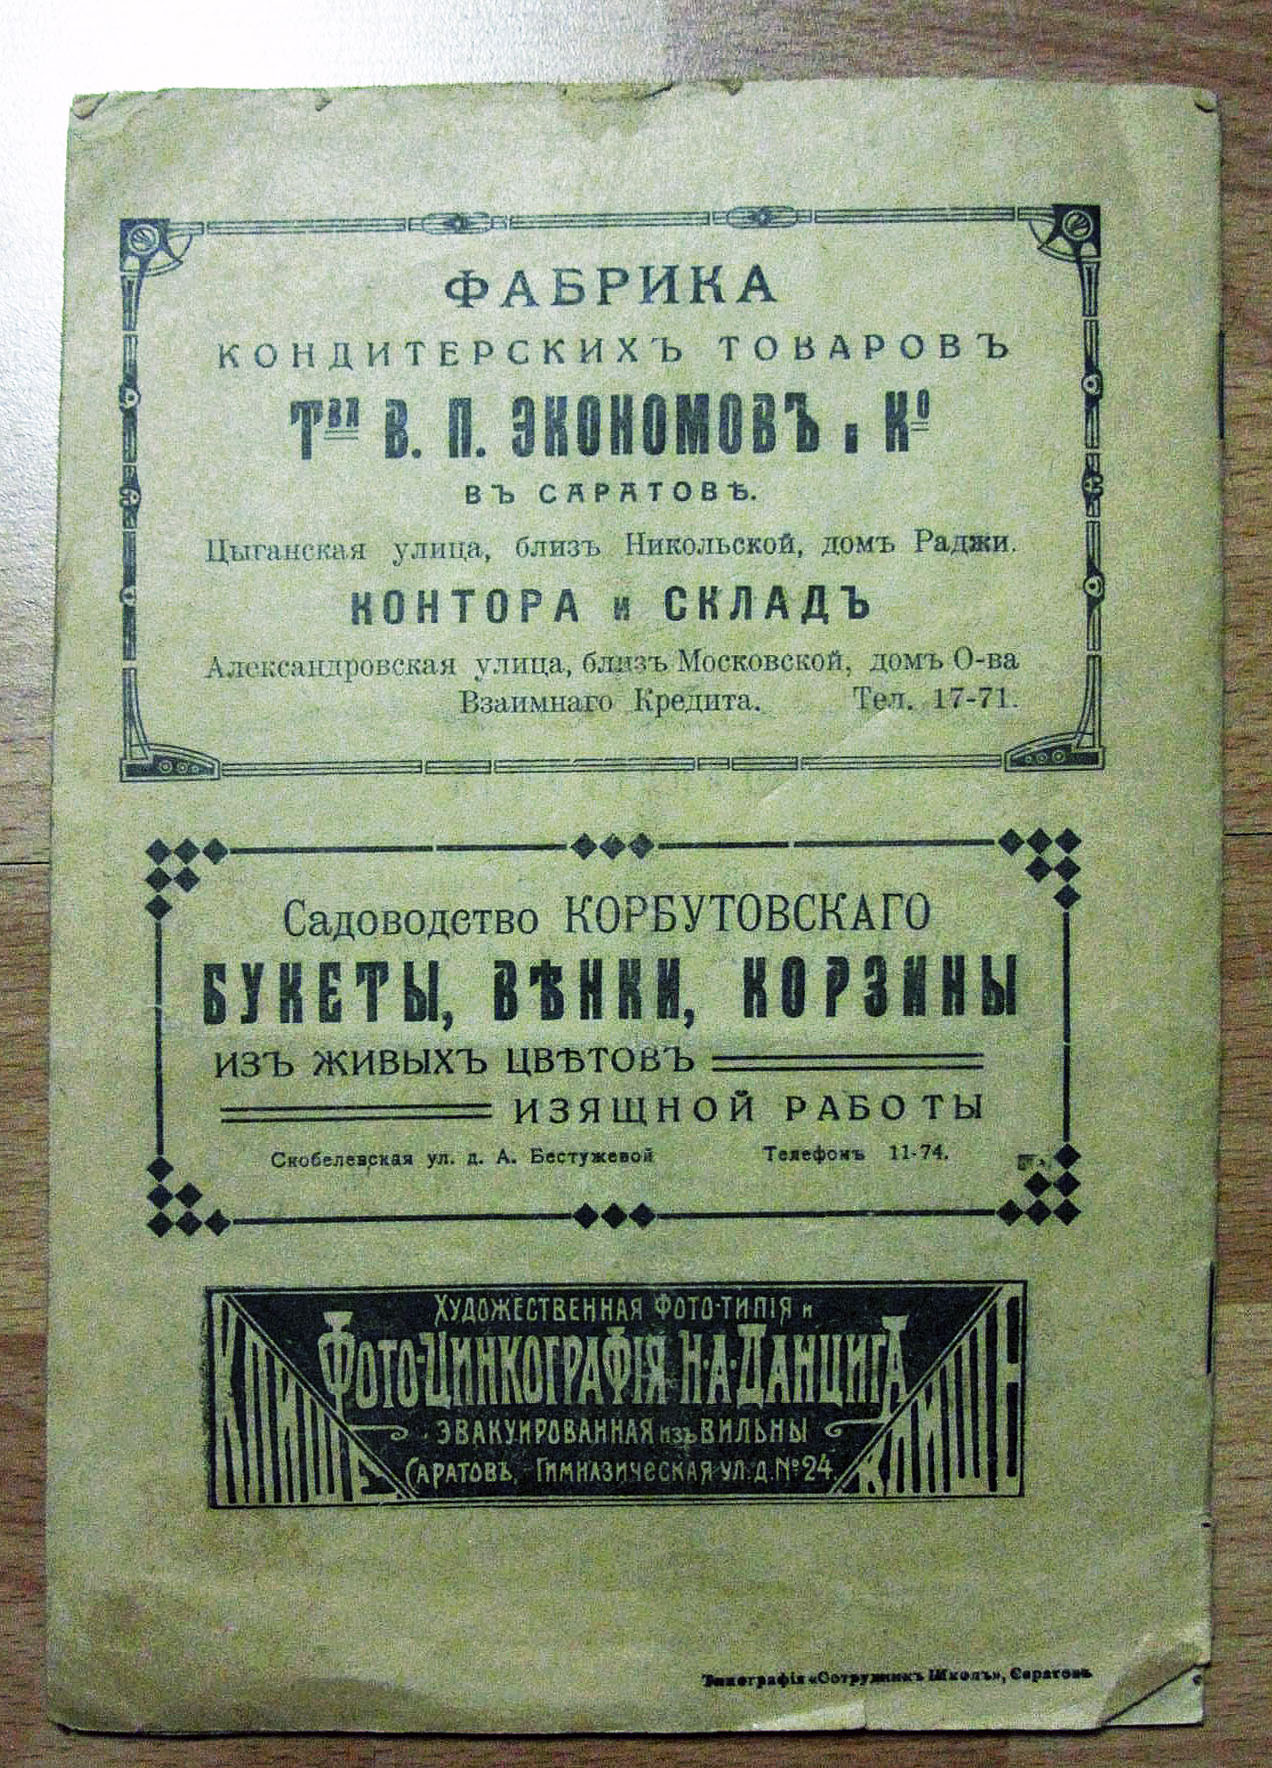 ФАБРИКА
КОНДИТЕРСКИХЪ ТОВАРОВЪ
Тва В. П. ЭКОНОМОВЪ и Ко
ВЪ САРАТОВѢ.
Цыганская улица, близъ Никольской, домъ Раджи.
КОНТОРА и СКЛАДЪ
Александровская улица, близъ Московской, домъ О-ва
Взаимнаго Кредита. Тел. 17-71.
Садоводство КОРБУТОВСКАГО
БУКЕТЫ, ВѢНКИ, КОРЗИНЫ
ИЗЪ ЖИВЫХЪ ЦВѢТОВЪ
ИЗЯЩНОЙ РАБОТЫ
Скобелевская ул. д. А. Бестужевой Телефонъ 11-74.
ХУДОЖЕСТВЕННАЯ ФОТО-ТИПІЯ и
ФОТО-ЦИНКОГРАФІЯ Н·А·ДАНЦИГА
ЭВАКУИРОВАННАЯ изъ ВИЛЬНЫ
САРАТОВЪ, ГИМНАЗИЧЕСКАЯ УЛ. Д. №24.
КЛИШЕ
КЛИШЕ
Типографія «Сотрудникъ Школъ», Саратовъ